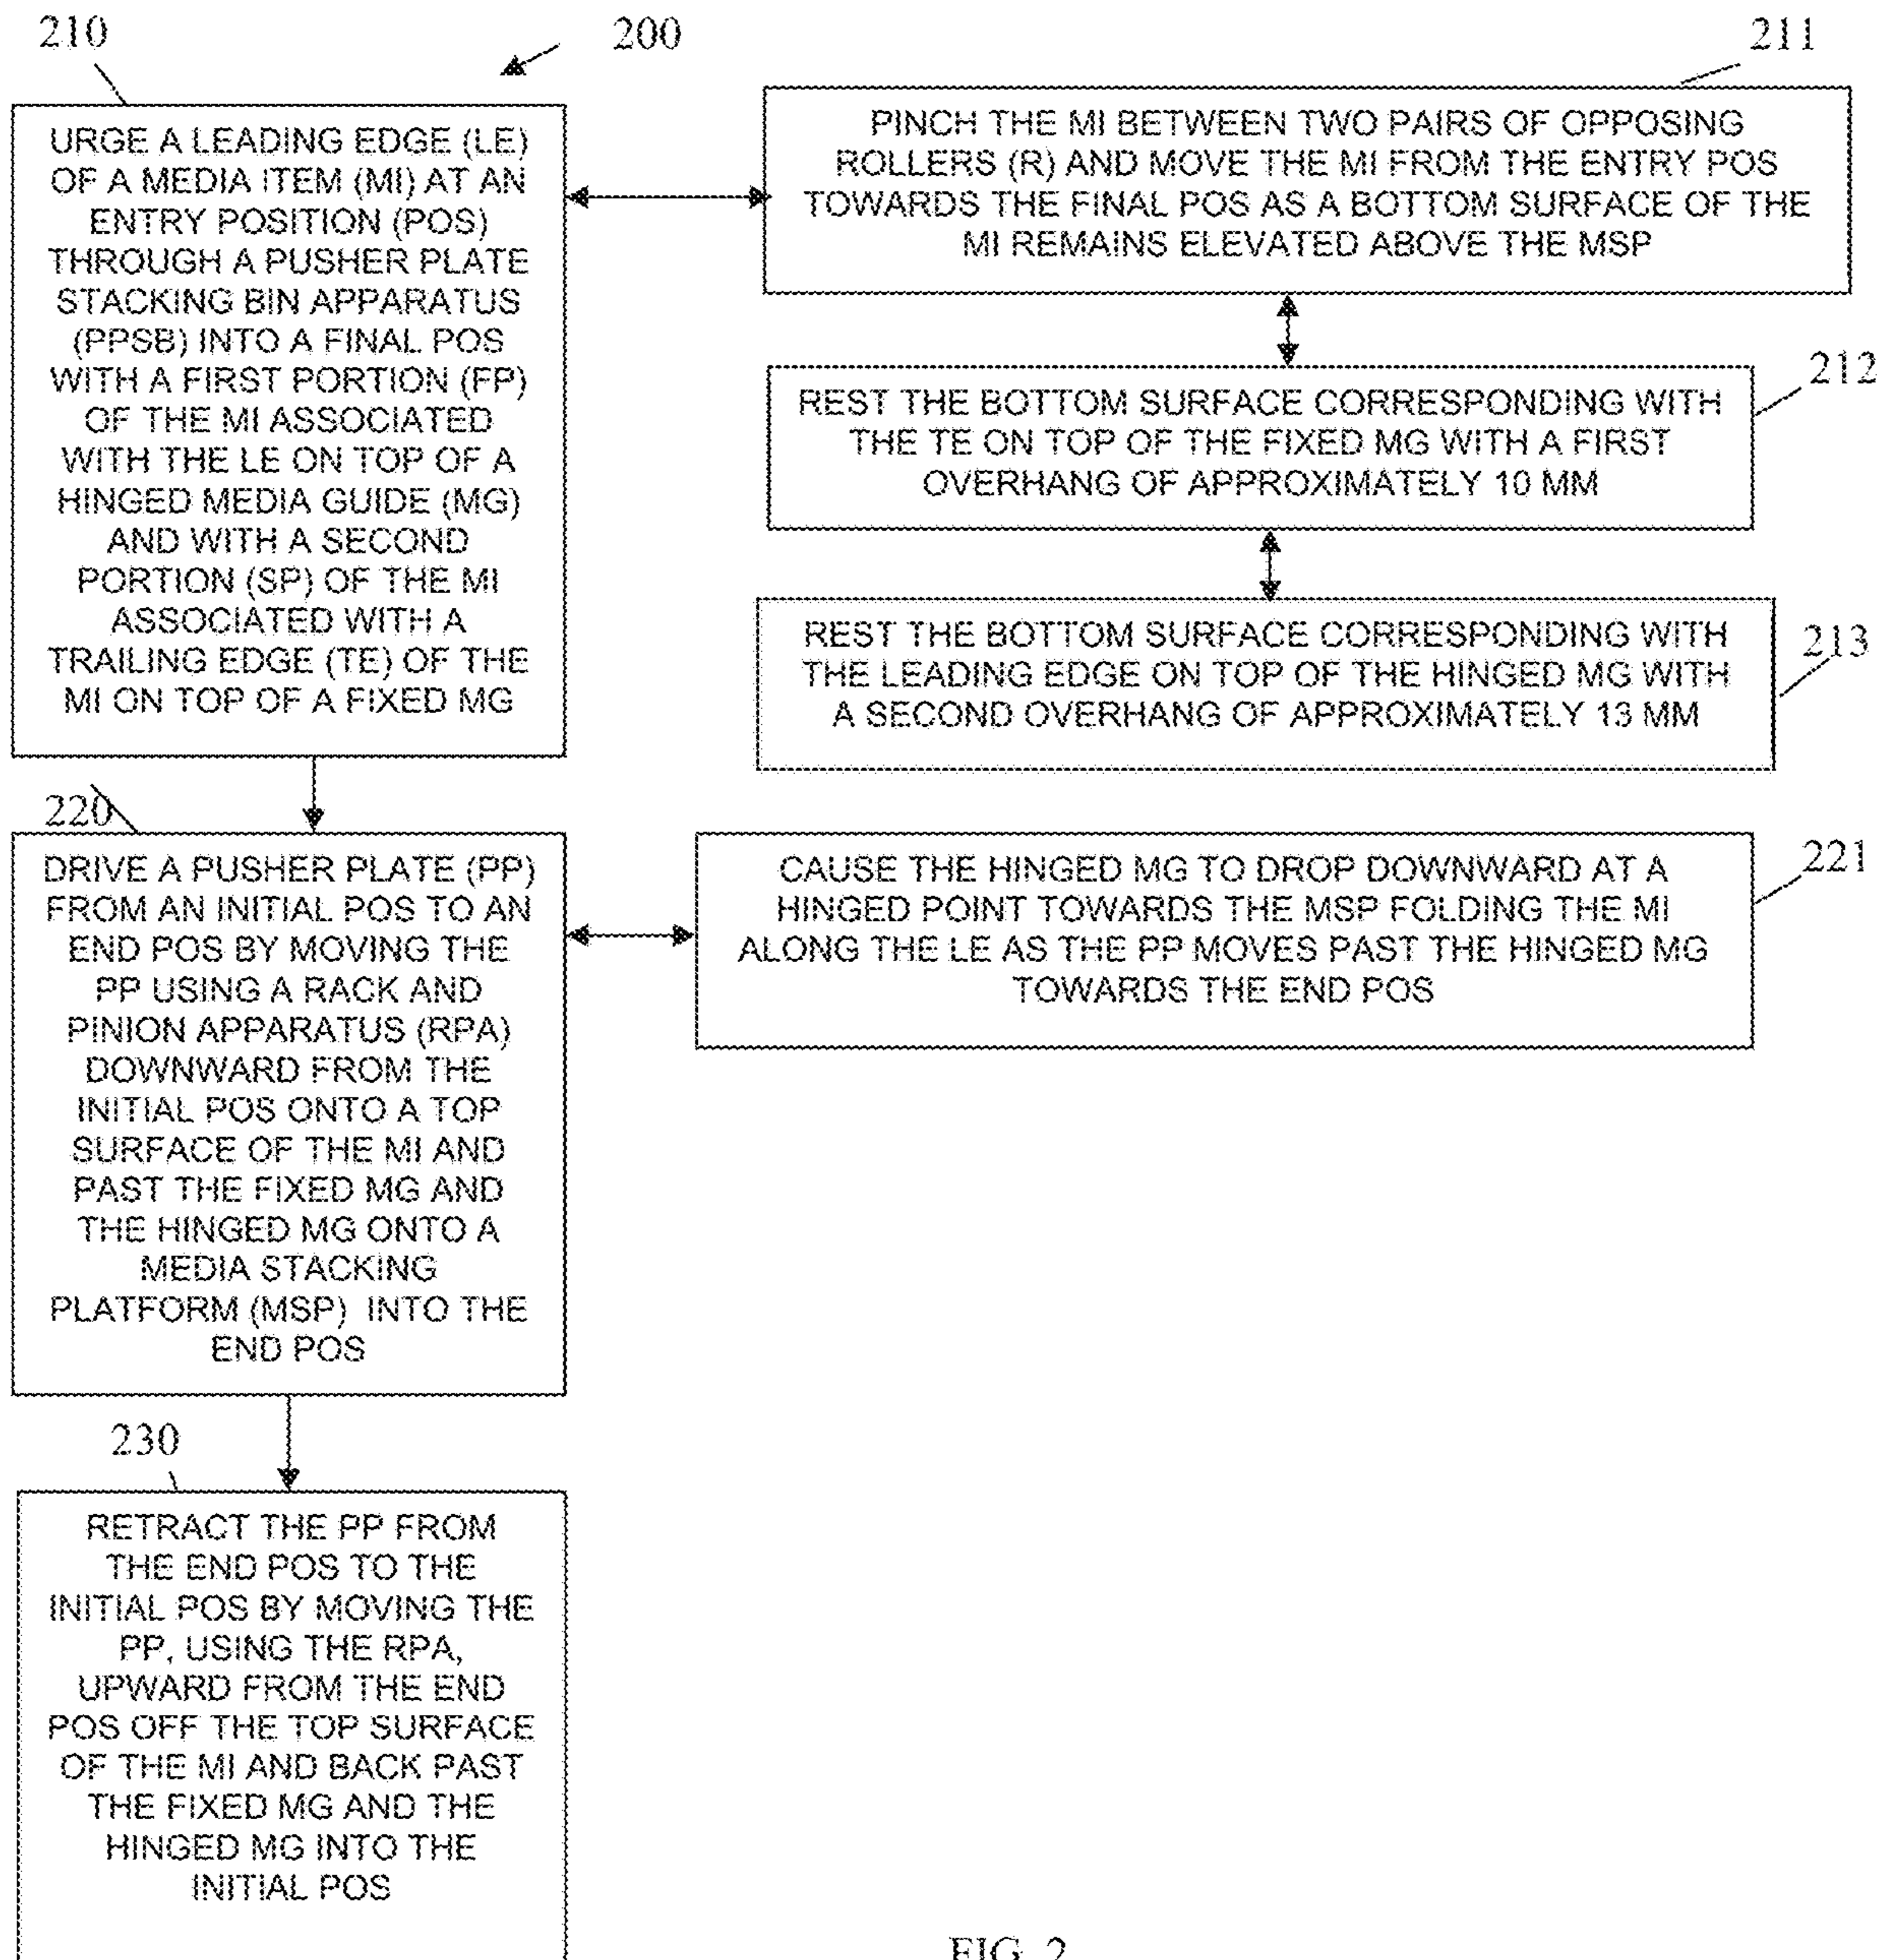 210
200
URGE A LEADING EDGE (LE)
OF A MEDIA ITEM (MI) AT AN
ENTRY POSITION (POS)
THROUGH A PUSHER PLATE
STACKING BIN APPARATUS
(PPSB) INTO A FINAL POS
WITH A FIRST PORTION (FP)
OF THE MI ASSOCIATED
WITH THE LE ON TOP OF A
HINGED MEDIA GUIDE (MG)
AND WITH A SECOND
PORTION (SP) OF THE MI
ASSOCIATED WITH A
TRAILING EDGE (TE) OF THE
MI ON TOP OF A FIXED MG
211
PINCH THE MI BETWEEN TWO PAIRS OF OPPOSING
ROLLERS (R) AND MOVE THE MI FROM THE ENTRY POS
TOWARDS THE FINAL POS AS A BOTTOM SURFACE OF THE
MI REMAINS ELEVATED ABOVE THE MSP
212
REST THE BOTTOM SURFACE CORRESPONDING WITH
THE TE ON TOP OF THE FIXED MG WITH A FIRST
OVERHANG OF APPROXIMATELY 10 MM
213
REST THE BOTTOM SURFACE CORRESPONDING WITH
THE LEADING EDGE ON TOP OF THE HINGED MG WITH
A SECOND OVERHANG OF APPROXIMATELY 13 MM
220
DRIVE A PUSHER PLATE (PP)
FROM AN INITIAL POS TO AN
END POS BY MOVING THE
PP USING A RACK AND
PINION APPARATUS (RPA)
DOWNWARD FROM THE
INITIAL POS ONTO A TOP
SURFACE OF THE MI AND
PAST THE FIXED MG AND
THE HINGED MG ONTO A
MEDIA STACKING
PLATFORM (MSP) INTO THE
END POS
221
CAUSE THE HINGED MG TO DROP DOWNWARD AT A
HINGED POINT TOWARDS THE MSP FOLDING THE MI
ALONG THE LE AS THE PP MOVES PAST THE HINGED MG
TOWARDS THE END POS
230
RETRACT THE PP FROM
THE END POS TO THE
INITIAL POS BY MOVING THE
PP, USING THE RPA,
UPWARD FROM THE END
POS OFF THE TOP SURFACE
OF THE MI AND BACK PAST
THE FIXED MG AND THE
HINGED MG INTO THE
INITIAL POS
FIG. 2